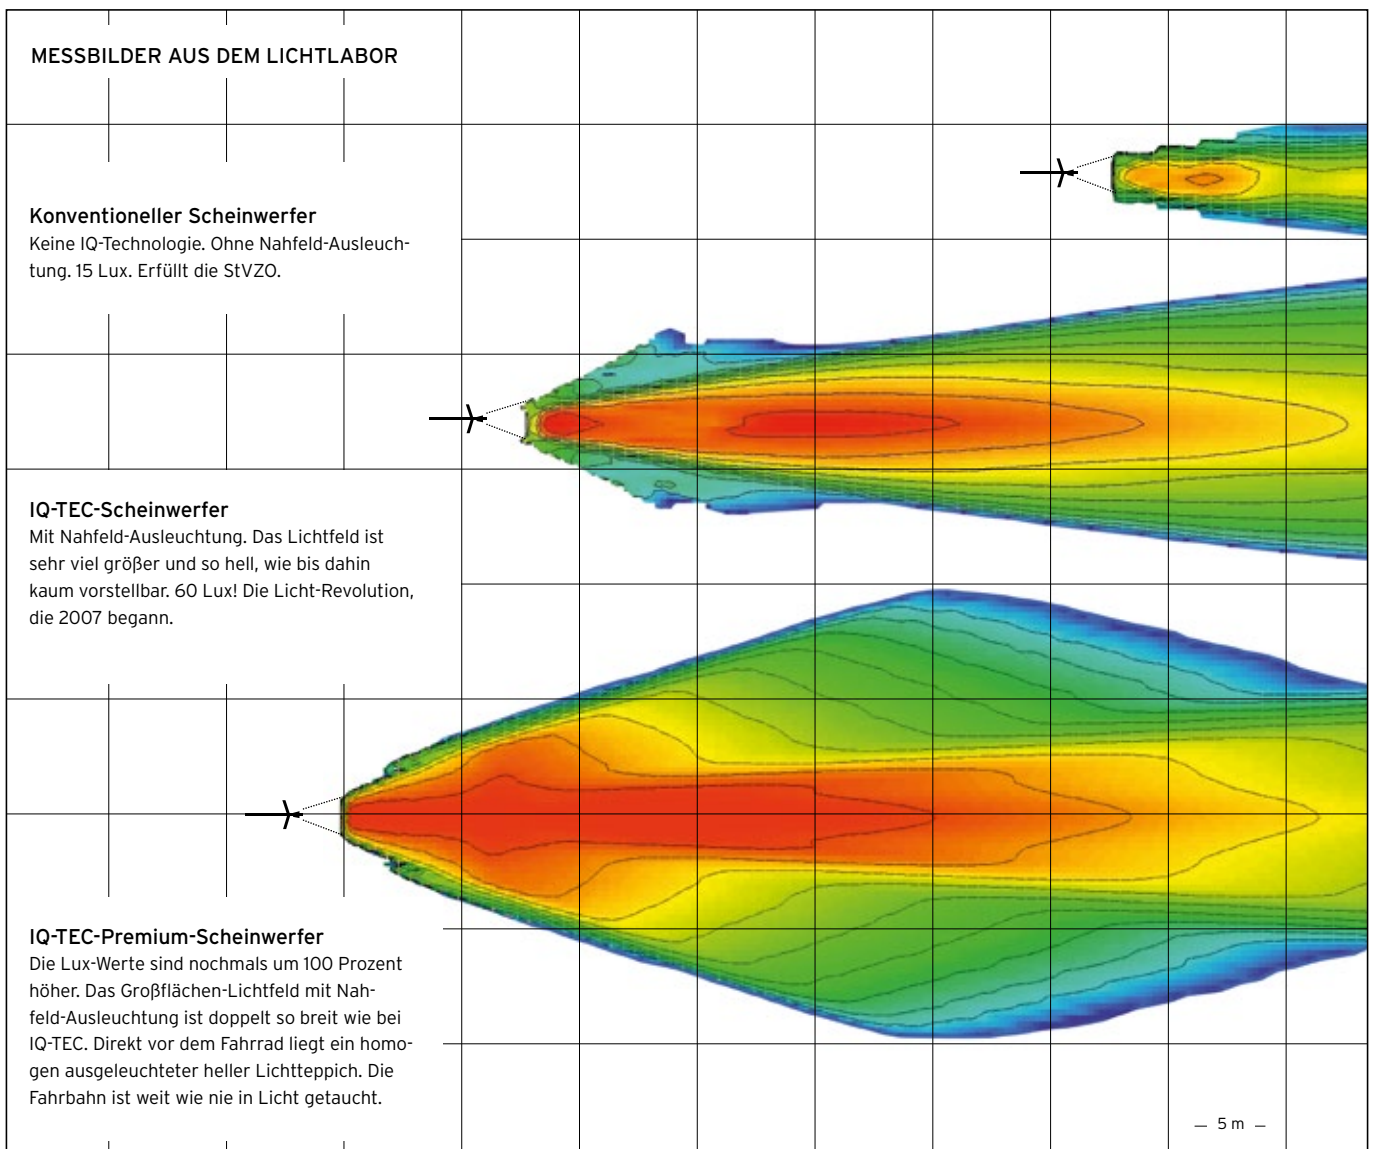 MESSBILDER AUS DEM LICHTLABOR
Konventioneller Scheinwerfer
Keine IQ-Technologie. Ohne Nahfeld-Ausleuch-
tung. 15 Lux. Erfüllt die StVZO.
IQ-TEC-Scheinwerfer
Mit Nahfeld-Ausleuchtung. Das Lichtfeld ist
sehr viel größer und so hell, wie bis dahin
kaum vorstellbar. 60 Lux! Die Licht-Revolution,
die 2007 begann.
IQ-TEC-Premium-Scheinwerfer
Die Lux-Werte sind nochmals um 100 Prozent
höher. Das Großflächen-Lichtfeld mit Nah-
feld-Ausleuchtung ist doppelt so breit wie bei
IQ-TEC. Direkt vor dem Fahrrad liegt ein homo-
gen ausgeleuchteter heller Lichtteppich. Die
Fahrbahn ist weit wie nie in Licht getaucht.
— 5 m —